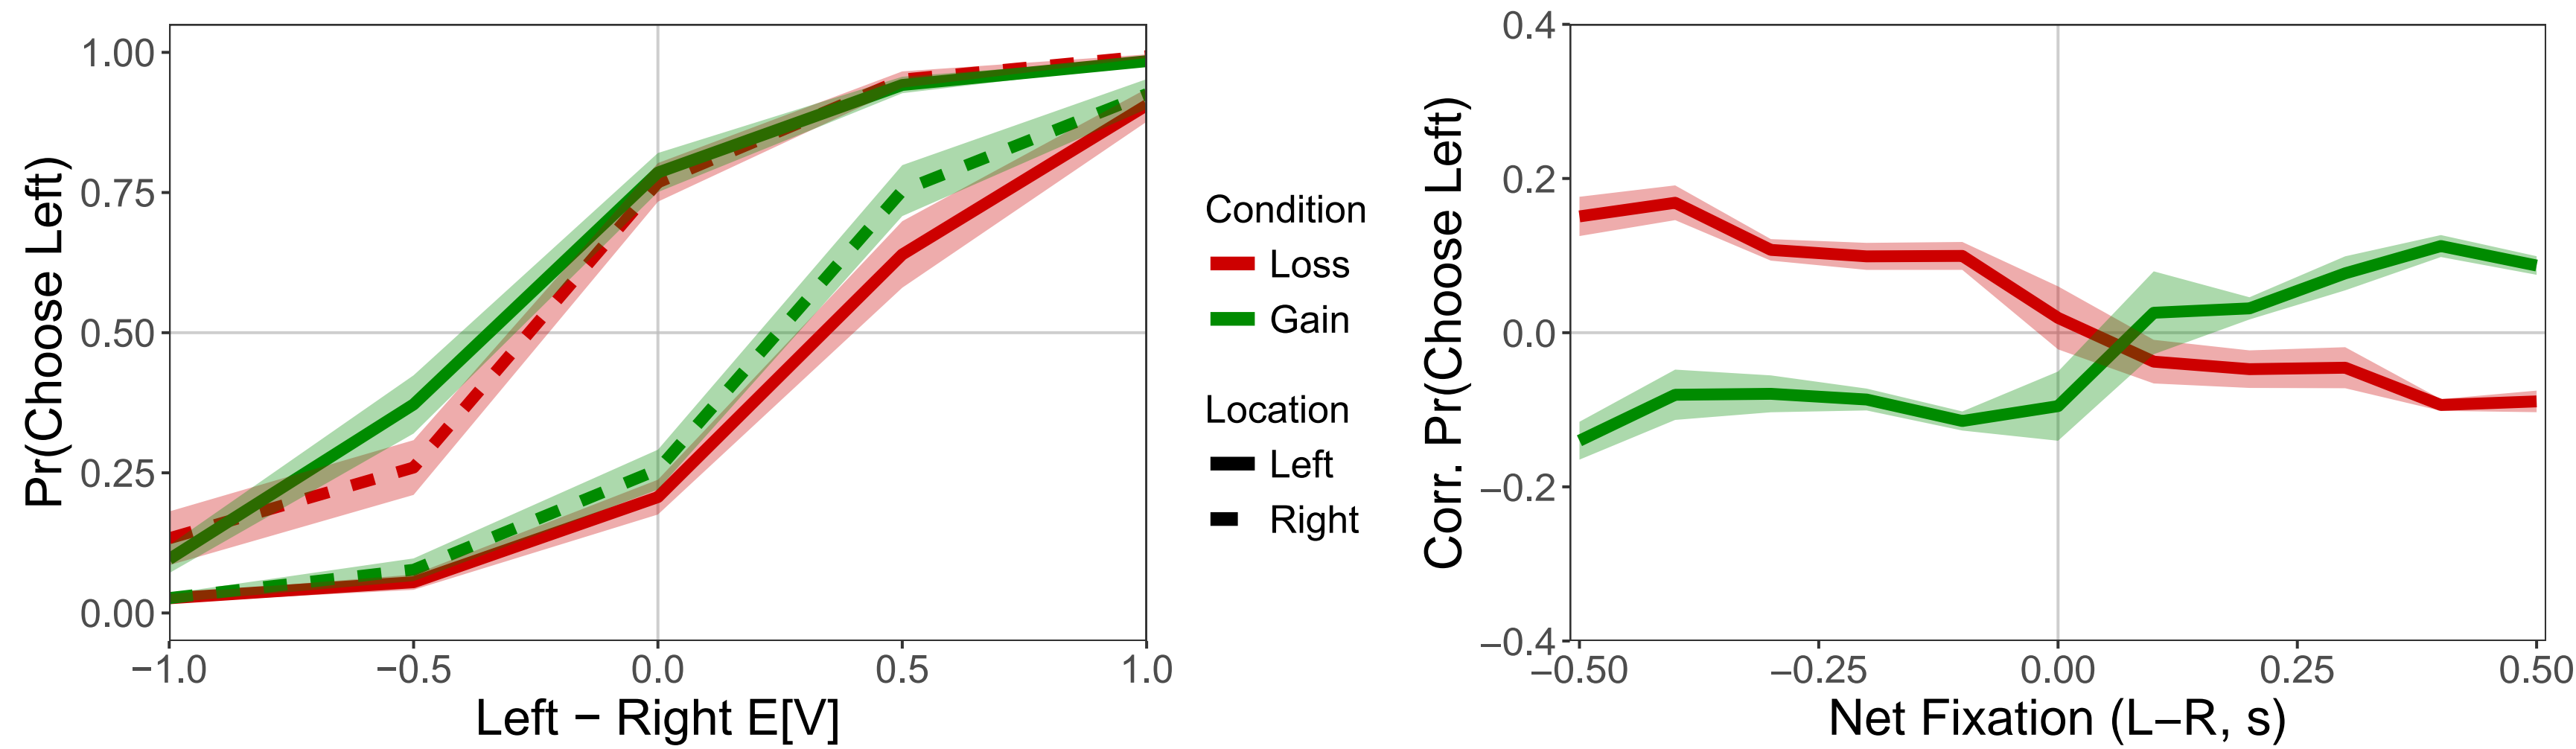 Pr(Choose Left)
1.00
0.75
0.50
0.25
0.00
−1.0 −0.5 0.0 0.5 1.0
Left − Right E[V]
Condition
Loss
Gain
Location
Left
Right
Corr. Pr(Choose Left)
0.4
0.2
0.0
−0.2
−0.4
−0.50 −0.25 0.00 0.25 0.50
Net Fixation (L−R, s)